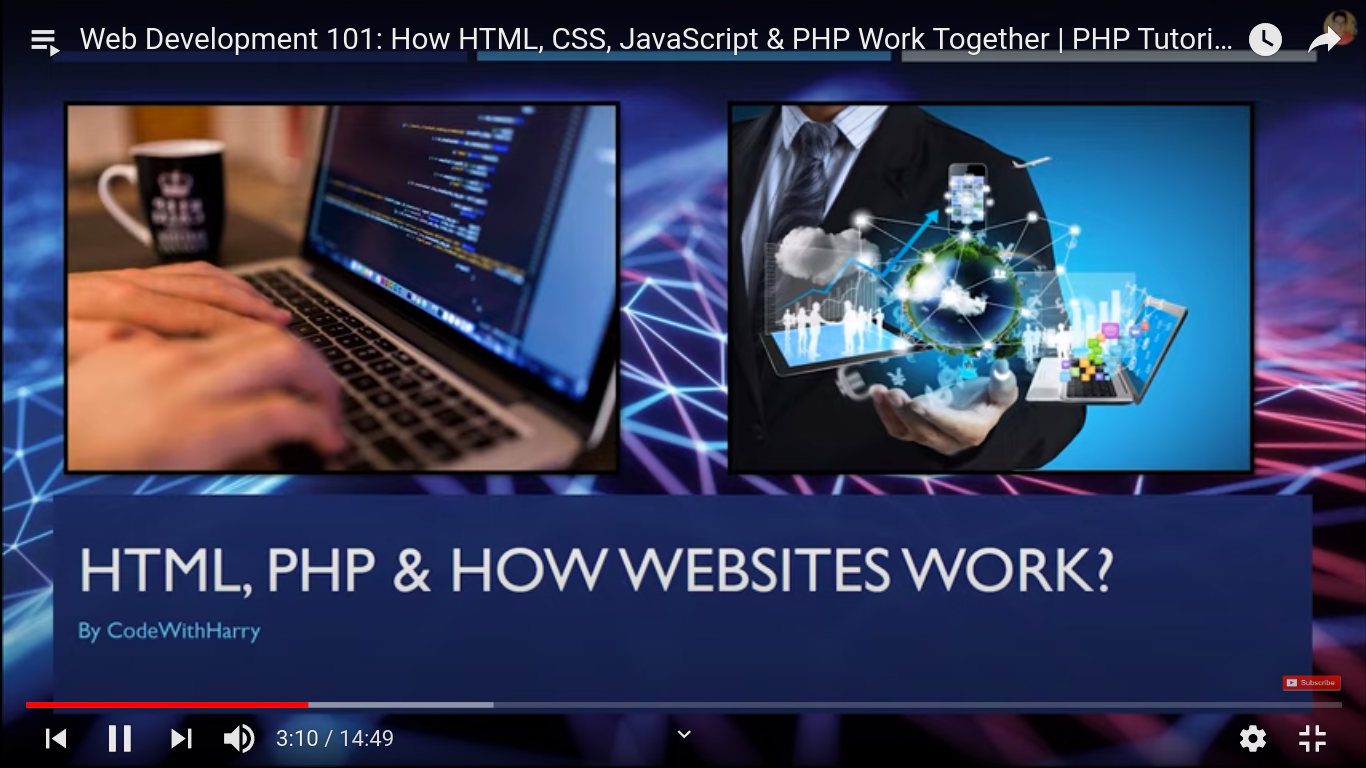 Web Development 101: How HTML, CSS, JavaScript & PHP Work Together | PHP Tutori...
HTML, PHP & HOW WEBSITES WORK?
By CodeWithHarry
Subscribe
3:10 / 14:49